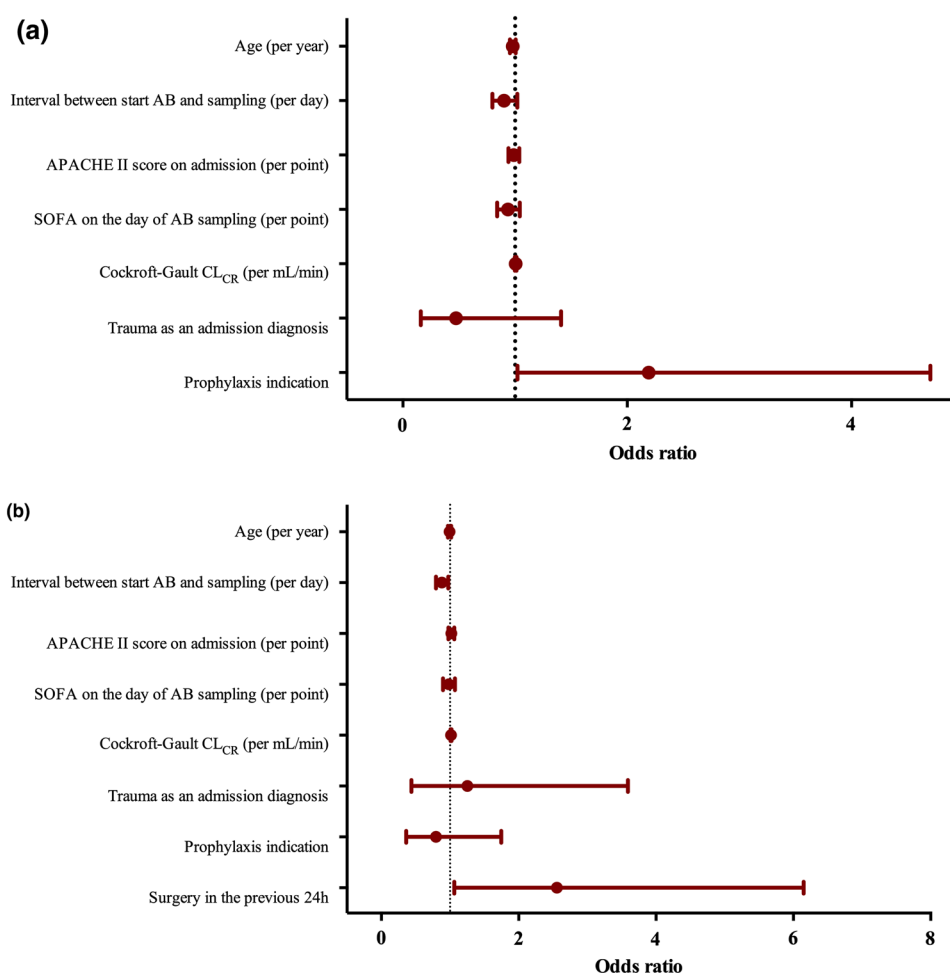 (a)
Age (per year)
Interval between start AB and sampling (per day)
APACHE II score on admission (per point)
SOFA on the day of AB sampling (per point)
Cockroft-Gault CLCR (per mL/min)
Trauma as an admission diagnosis
Prophylaxis indication
0 2 4
Odds ratio
(b)
Age (per year)
Interval between start AB and sampling (per day)
APACHE II score on admission (per point)
SOFA on the day of AB sampling (per point)
Cockroft-Gault CLCR (per mL/min)
Trauma as an admission diagnosis
Prophylaxis indication
Surgery in the previous 24h
0 2 4 6 8
Odds ratio